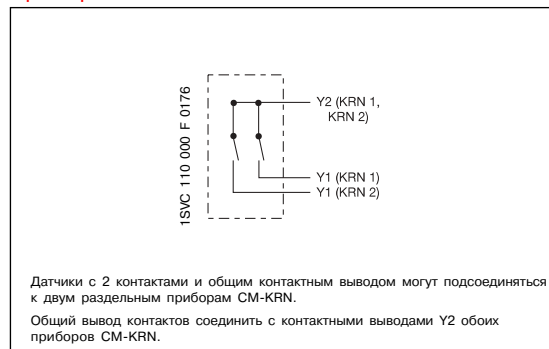 Y2 (KRN 1,
KRN 2)
1SVC 110 000 F 0176
Y1 (KRN 1)
Y1 (KRN 2)
Датчики с 2 контактами и общим контактным выводом могут подсоединяться
к двум раздельным приборам CM-KRN.
Общий вывод контактов соединить с контактными выводами Y2 обоих
приборов CM-KRN.